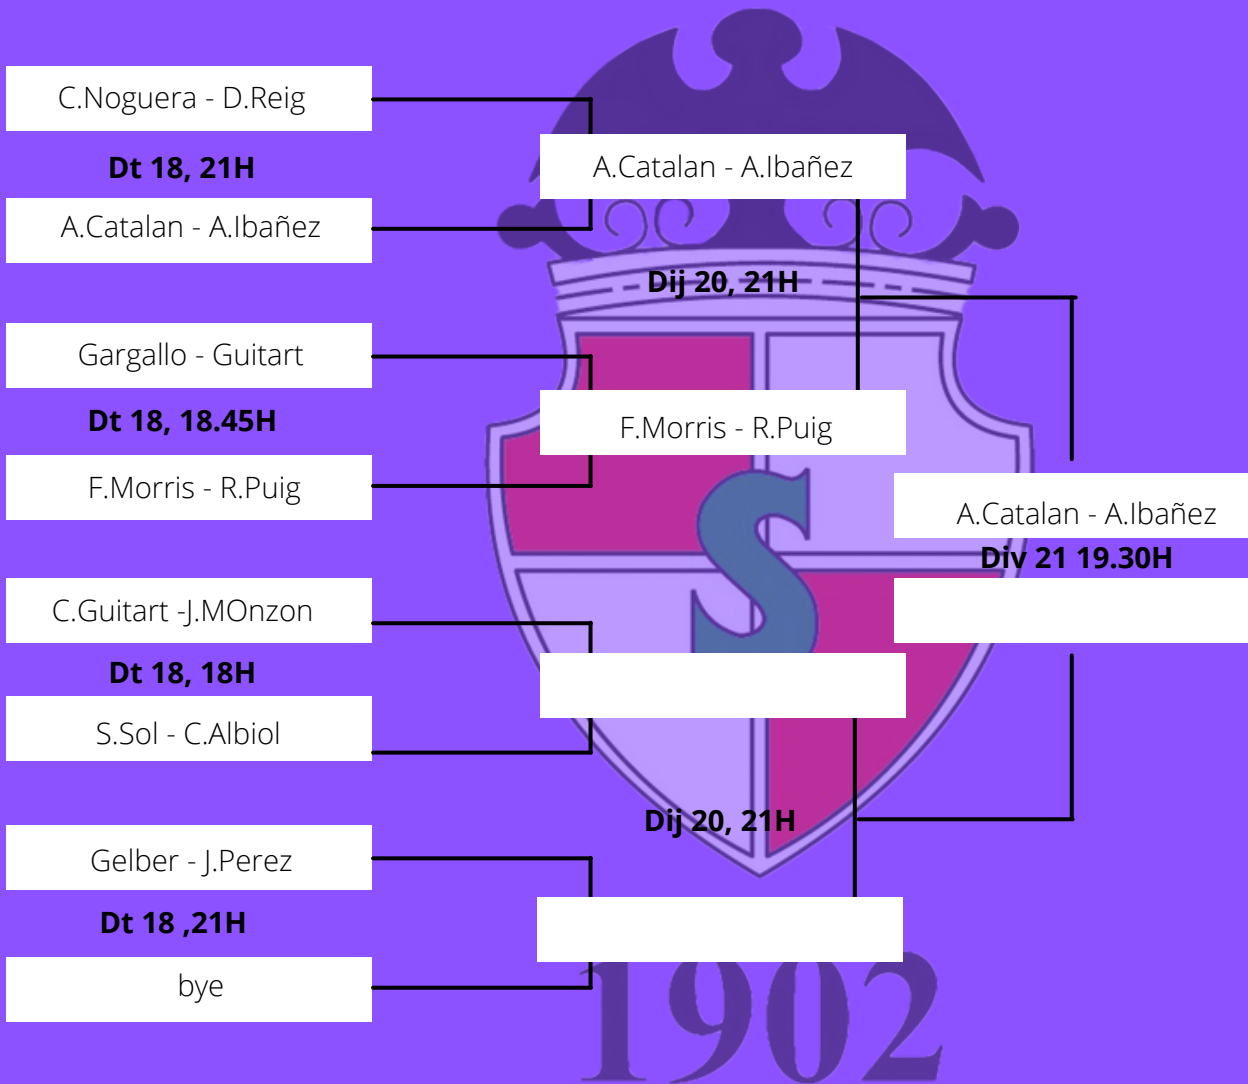 C.Noguera - D.Reig
Dt 18, 21H
A.Catalan - A.Ibañez
Gargallo - Guitart
Dt 18, 18.45H
F.Morris - R.Puig
C.Guitart -J.MOnzon
Dt 18, 18H
S.Sol - C.Albiol
Gelber - J.Perez
Dt 18 ,21H
bye
A.Catalan - A.Ibañez
Dij 20, 21H
F.Morris - R.Puig
Dij 20, 21H
A.Catalan - A.Ibañez
Div 21 19.30H
S
1902